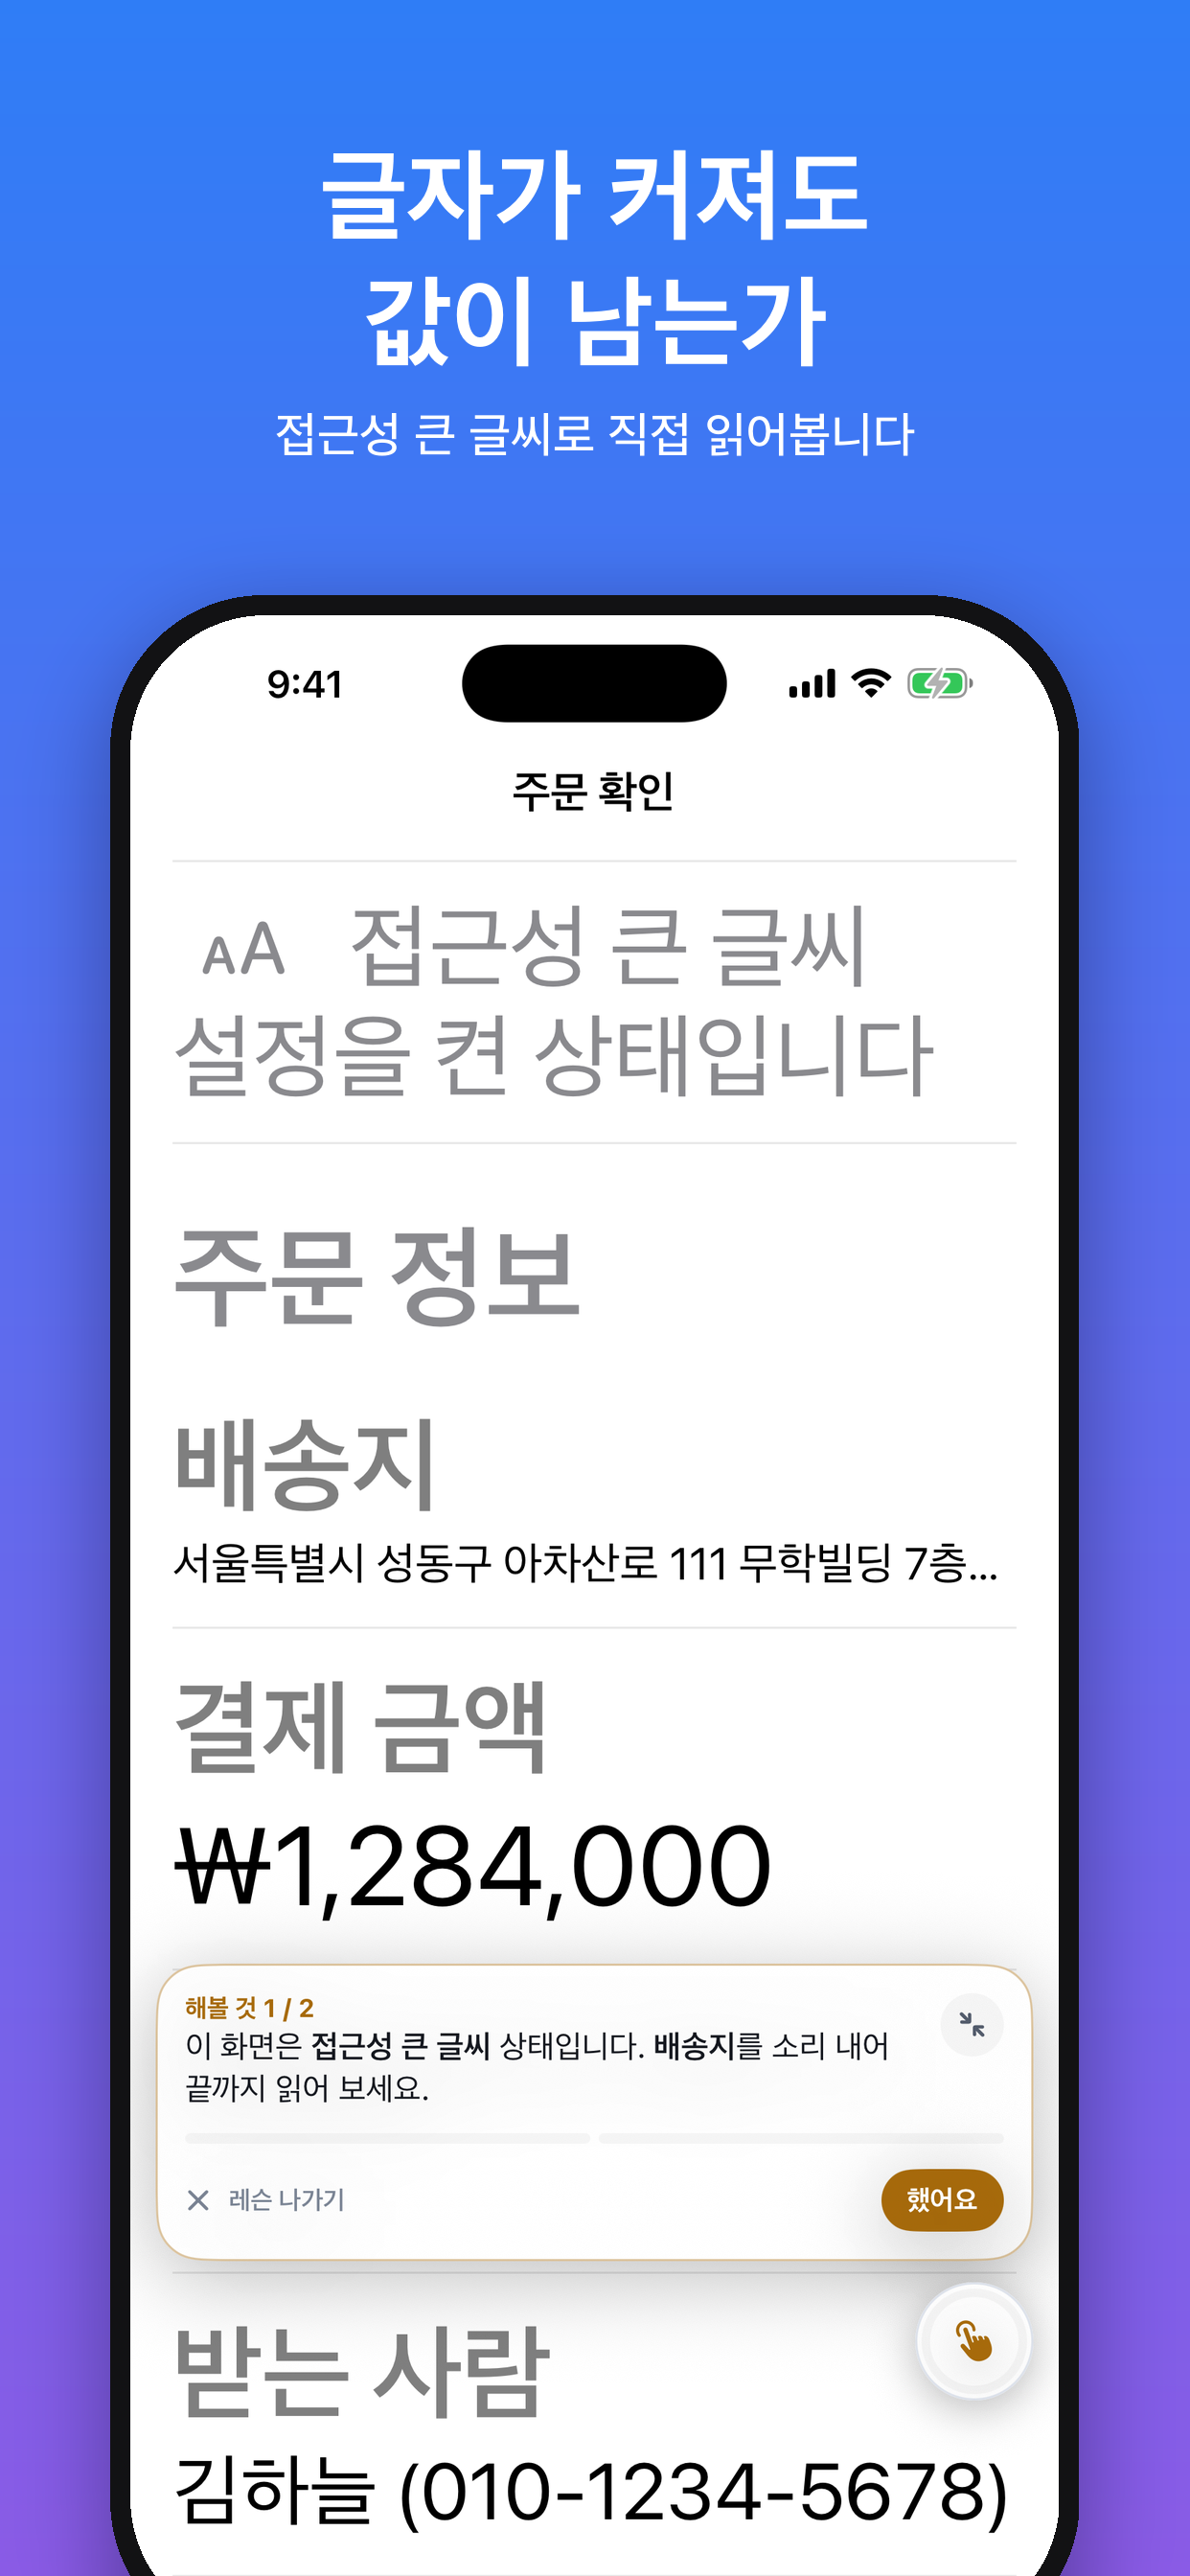 글자가 커져도
값이 남는가
접근성 큰 글씨로 직접 읽어봅니다
9:41
주문 확인
AA 접근성 큰 글씨
설정을 켠 상태입니다
주문 정보
배송지
서울특별시 성동구 아차산로 111 무학빌딩 7층...
결제 금액
₩1,284,000
해볼 것 1 / 2
이 화면은 접근성 큰 글씨 상태입니다. 배송지를 소리 내어
끝까지 읽어 보세요.
레슨 나가기
했어요
받는 사람
김하늘 (010-1234-5678)